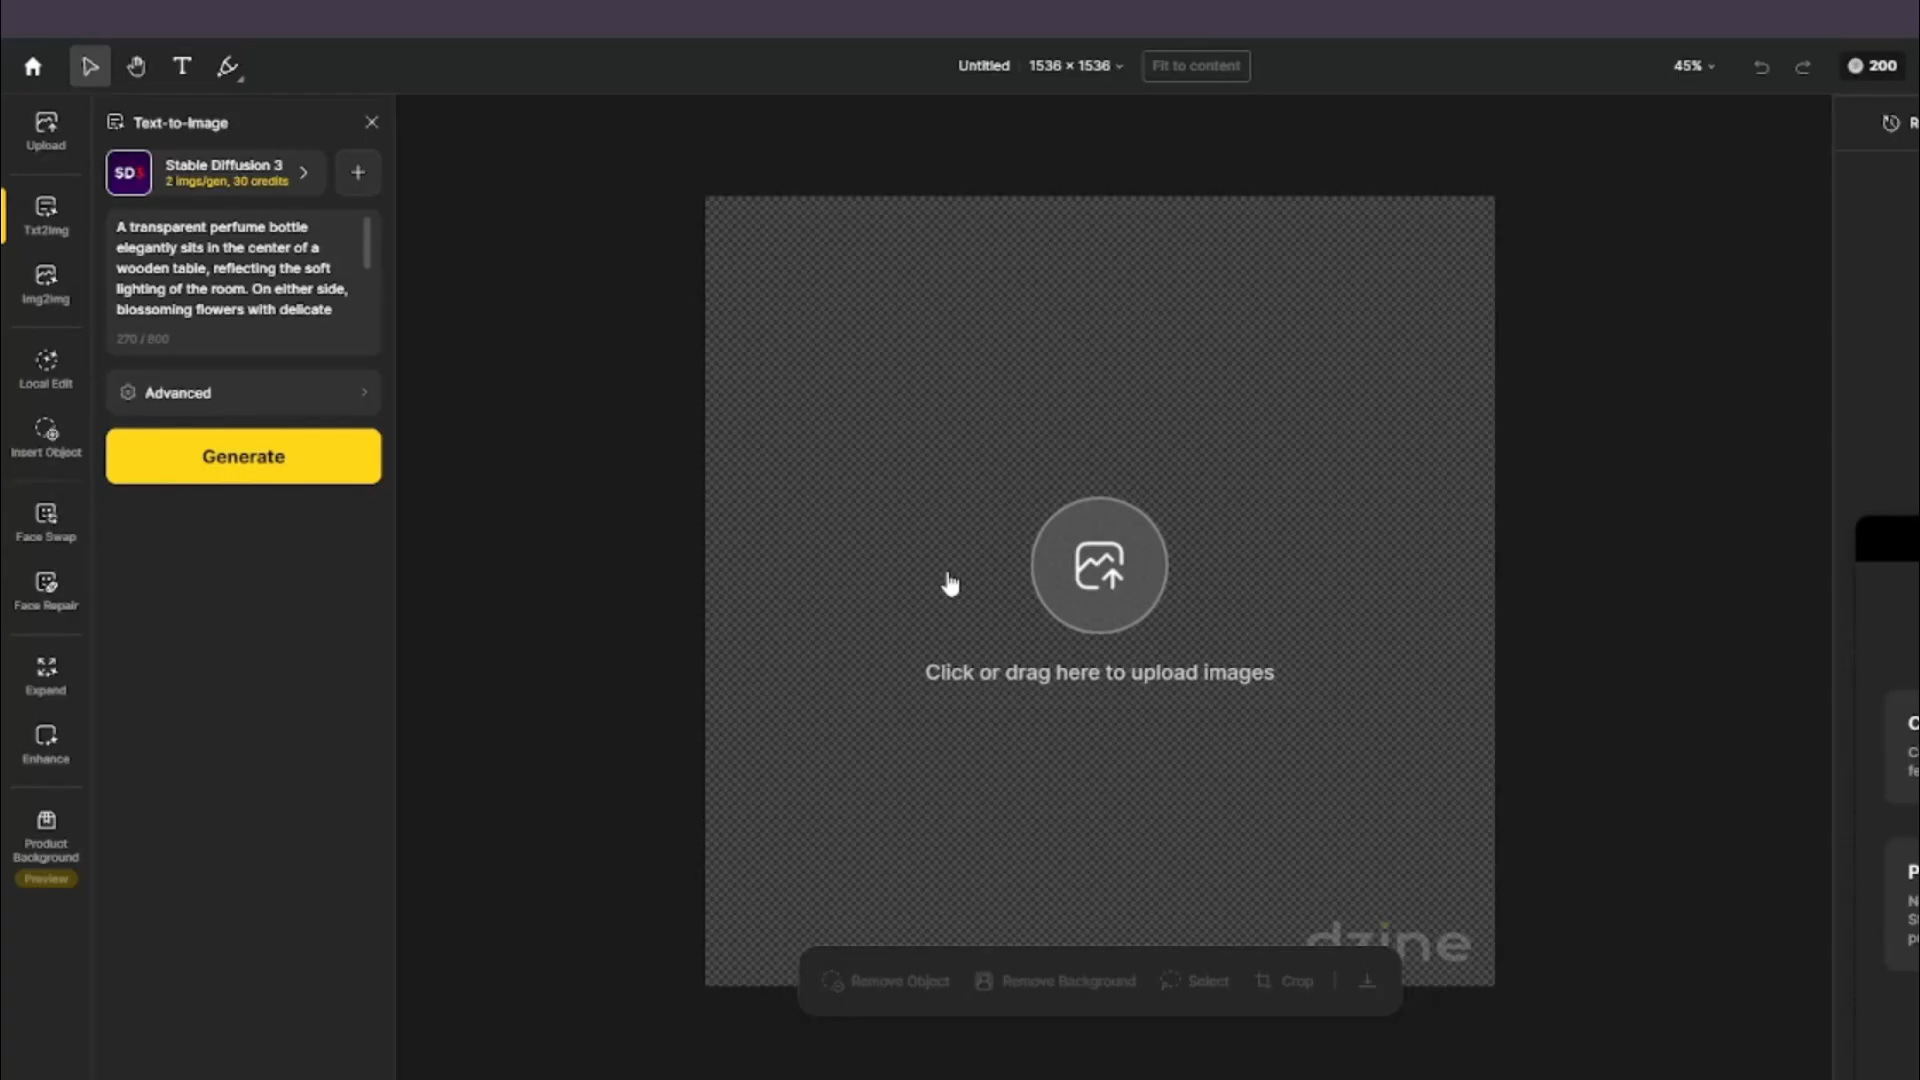 Untitled
1536 × 1536
Fit to content
45%
200
Upload
Txt2Img
Img2Img
Local Edit
Insert Object
Face Swap
Face Repair
Expand
Enhance
Product
Background
Preview
Text-to-Image
SD3
Stable Diffusion 3
2 imgs/gen, 30 credits
A transparent perfume bottle
elegantly sits in the center of a
wooden table, reflecting the soft
lighting of the room. On either side,
blossoming flowers with delicate
270 / 800
Advanced
Generate
Click or drag here to upload images
dzine
Remove Object
Remove Background
Select
Crop